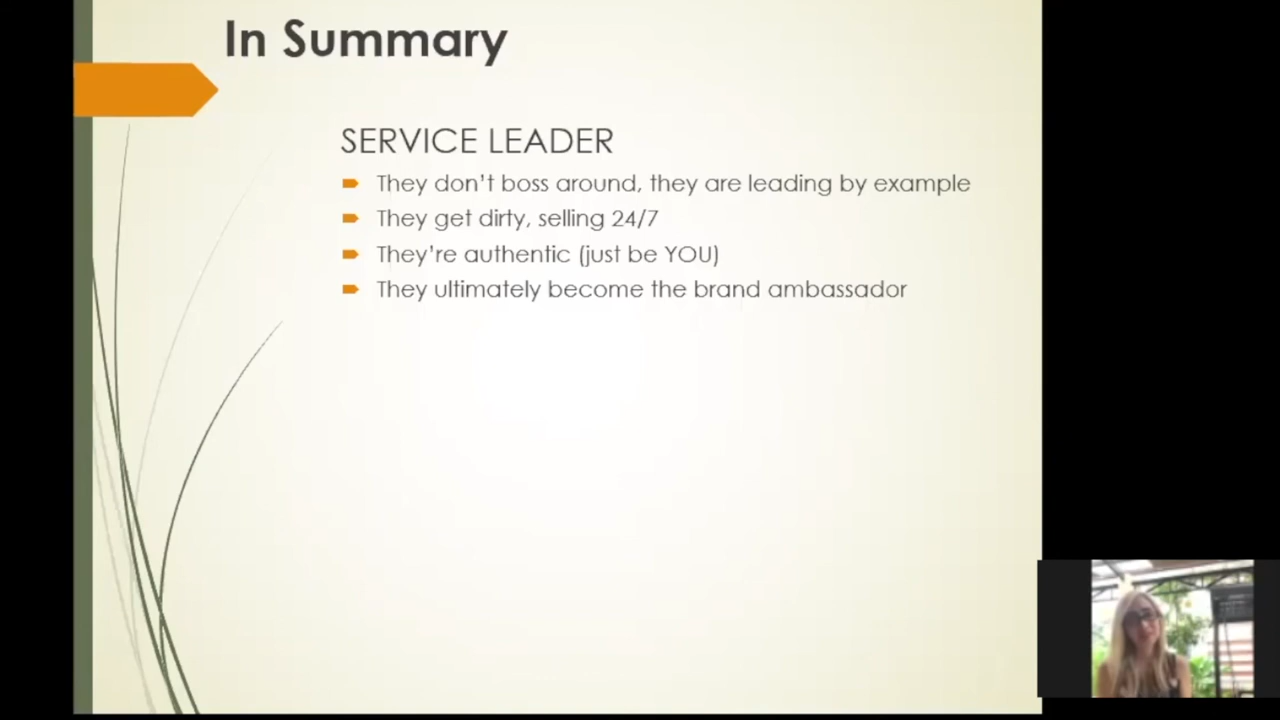 In Summary
SERVICE LEADER
They don't boss around, they are leading by example
They get dirty, selling 24/7
They're authentic (just be YOU)
They ultimately become the brand ambassador